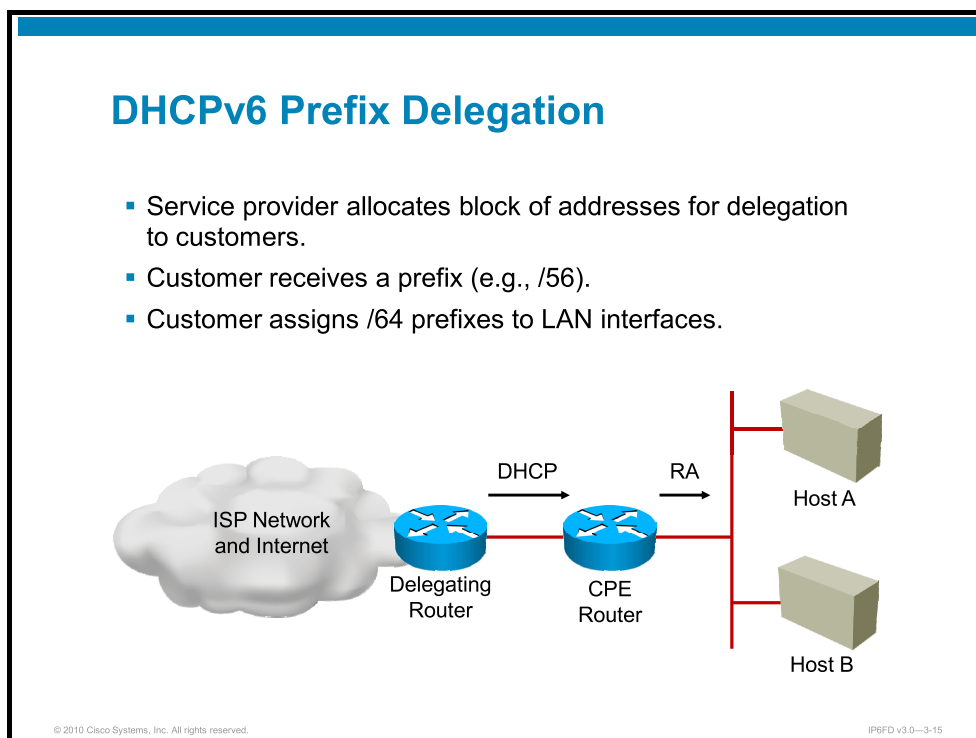 DHCPv6 Prefix Delegation
▪ Service provider allocates block of addresses for delegation
to customers.
▪ Customer receives a prefix (e.g., /56).
▪ Customer assigns /64 prefixes to LAN interfaces.
DHCP
RA
Host A
ISP Network
and Internet
Delegating
Router
CPE
Router
Host B
© 2010 Cisco Systems, Inc. All rights reserved.
IP6FD v3.0—3-15